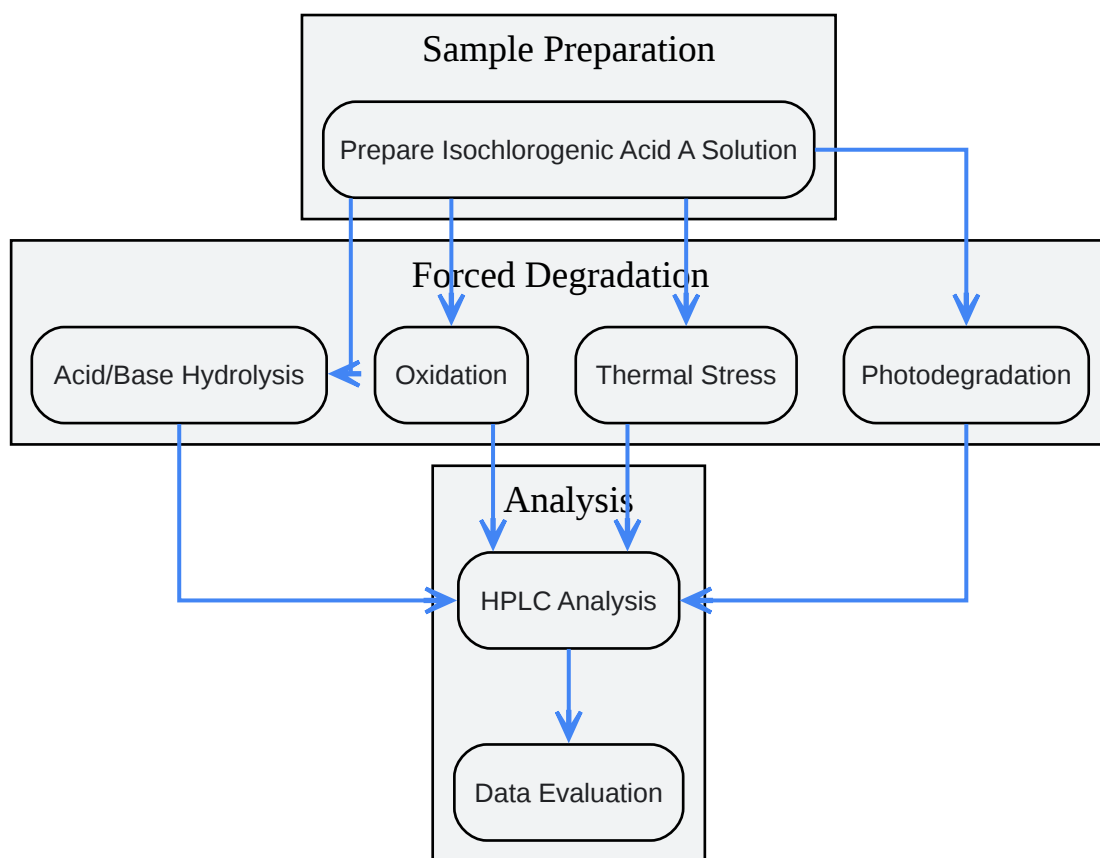 Sample Preparation
Prepare Isochlorogenic Acid A Solution
Forced Degradation
Acid/Base Hydrolysis
Oxidation
Thermal Stress
Photodegradation
Analysis
HPLC Analysis
Data Evaluation